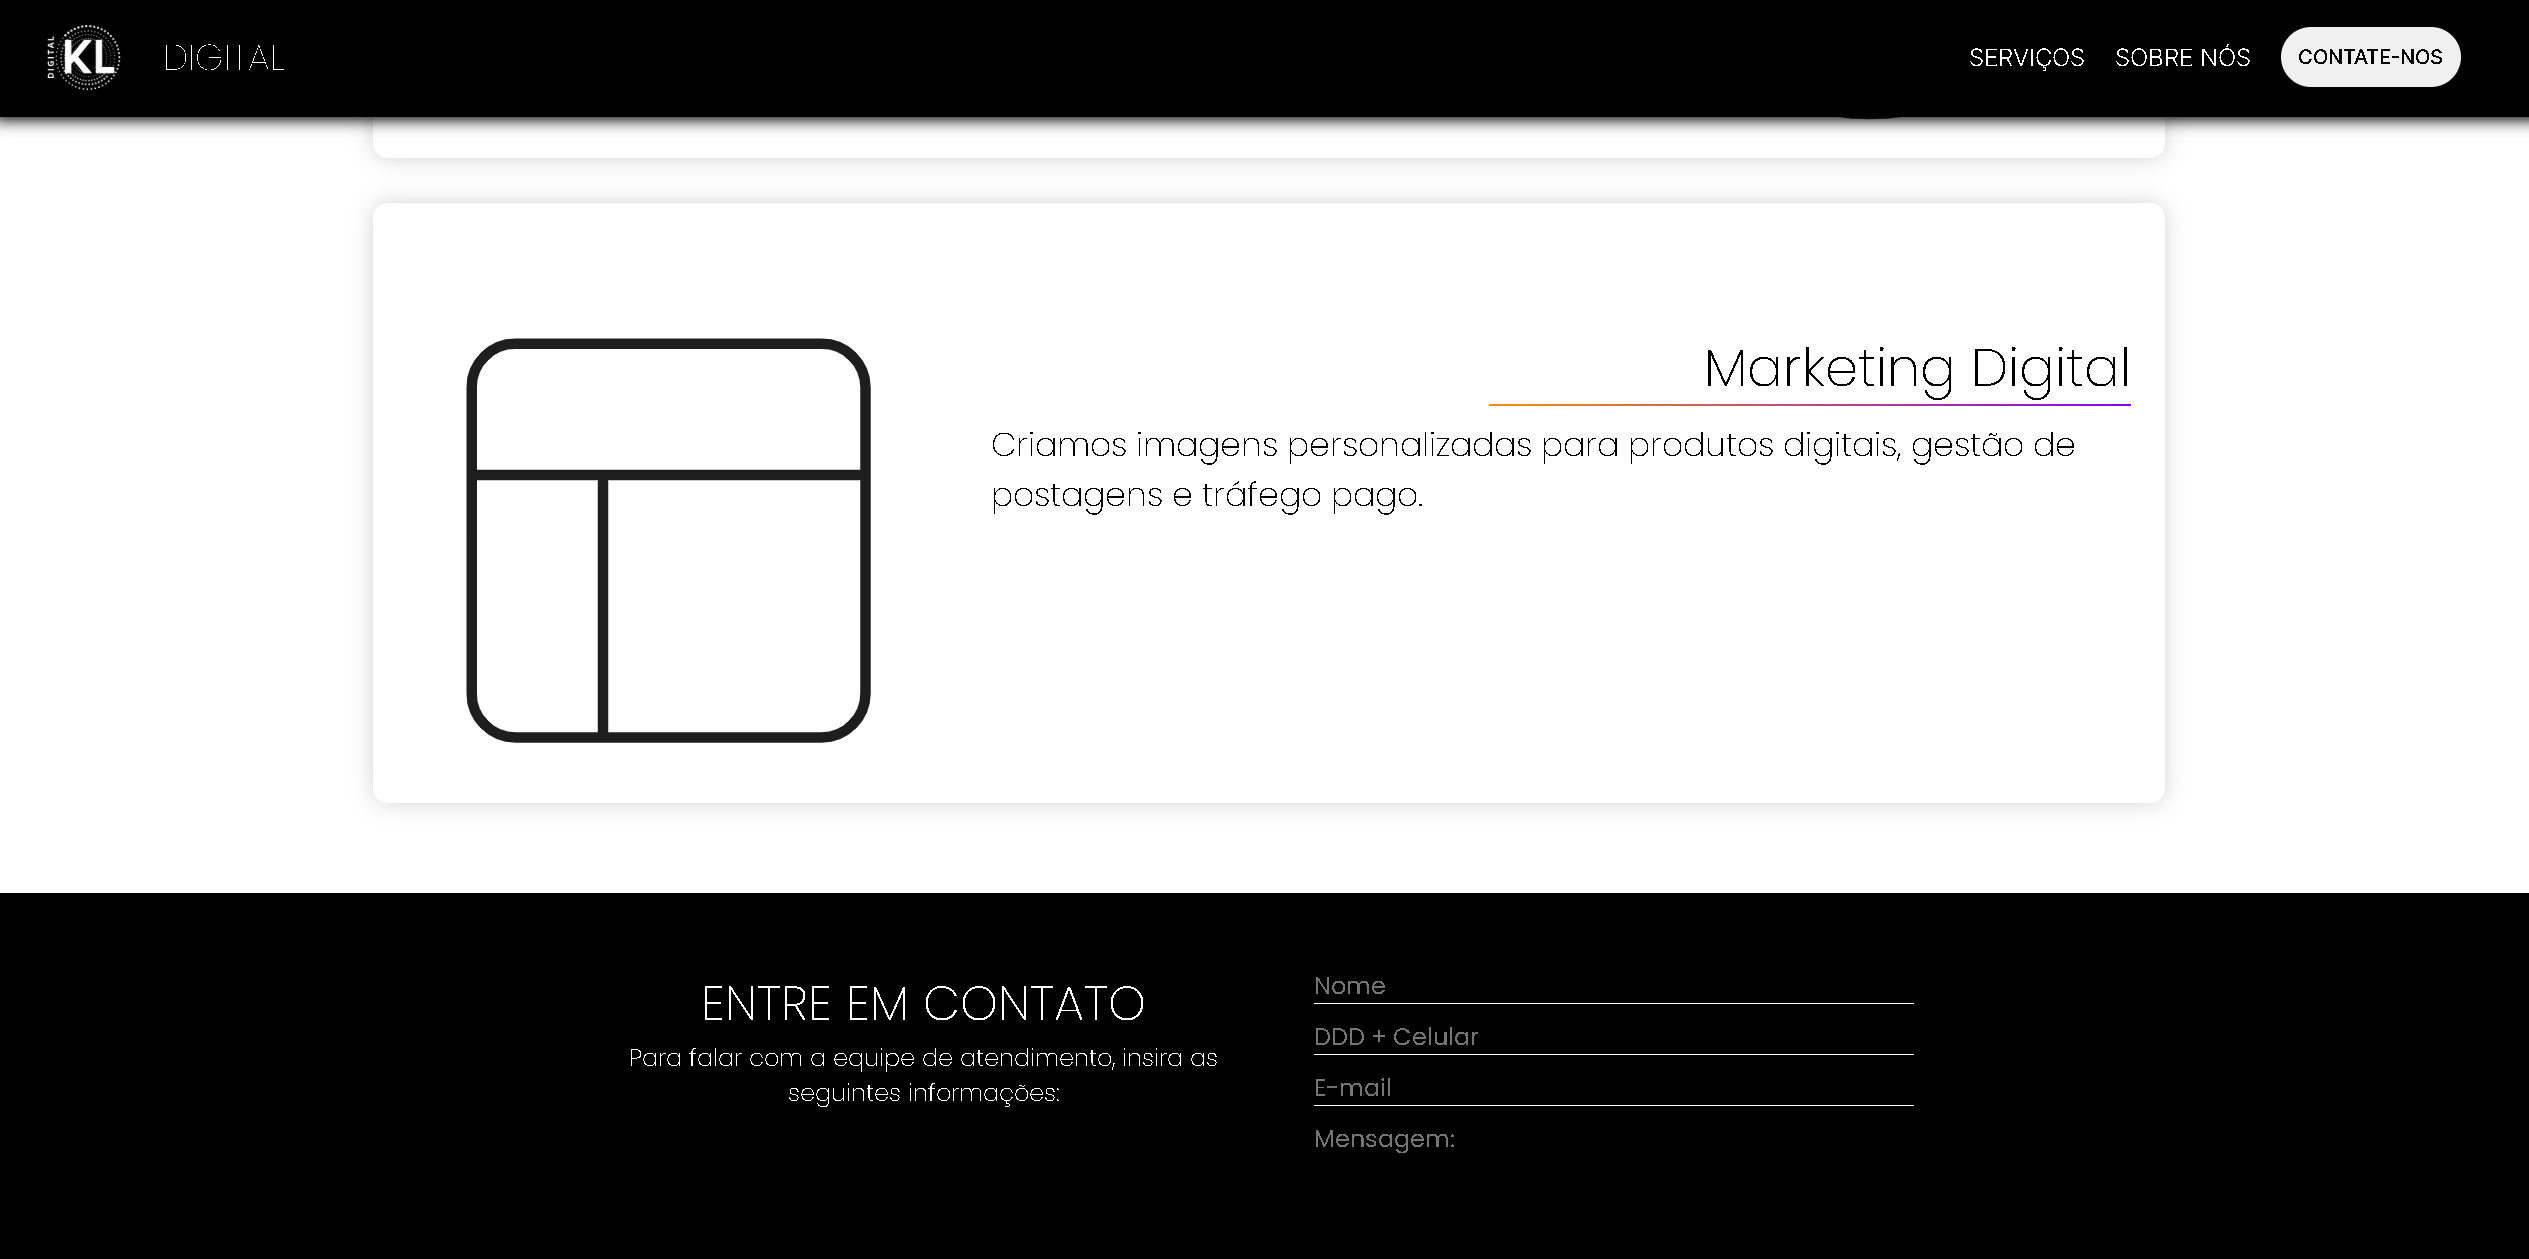 DIGITAL
KL
DIGITAL
SERVIÇOS
SOBRE NÓS
CONTATE-NOS
Marketing Digital
Criamos imagens personalizadas para produtos digitais, gestão de
postagens e tráfego pago.
ENTRE EM CONTATO
Para falar com a equipe de atendimento, insira as
seguintes informações:
Nome
DDD + Celular
E-mail
Mensagem: